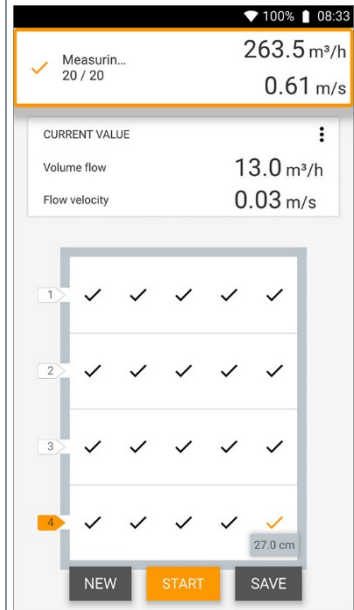 100% 08:33
Measurin... 263.5 m³/h
20 / 20 0.61 m/s
CURRENT VALUE
Volume flow 13.0 m³/h
Flow velocity 0.03 m/s
1
2
3
4
27.0 cm
NEW START SAVE